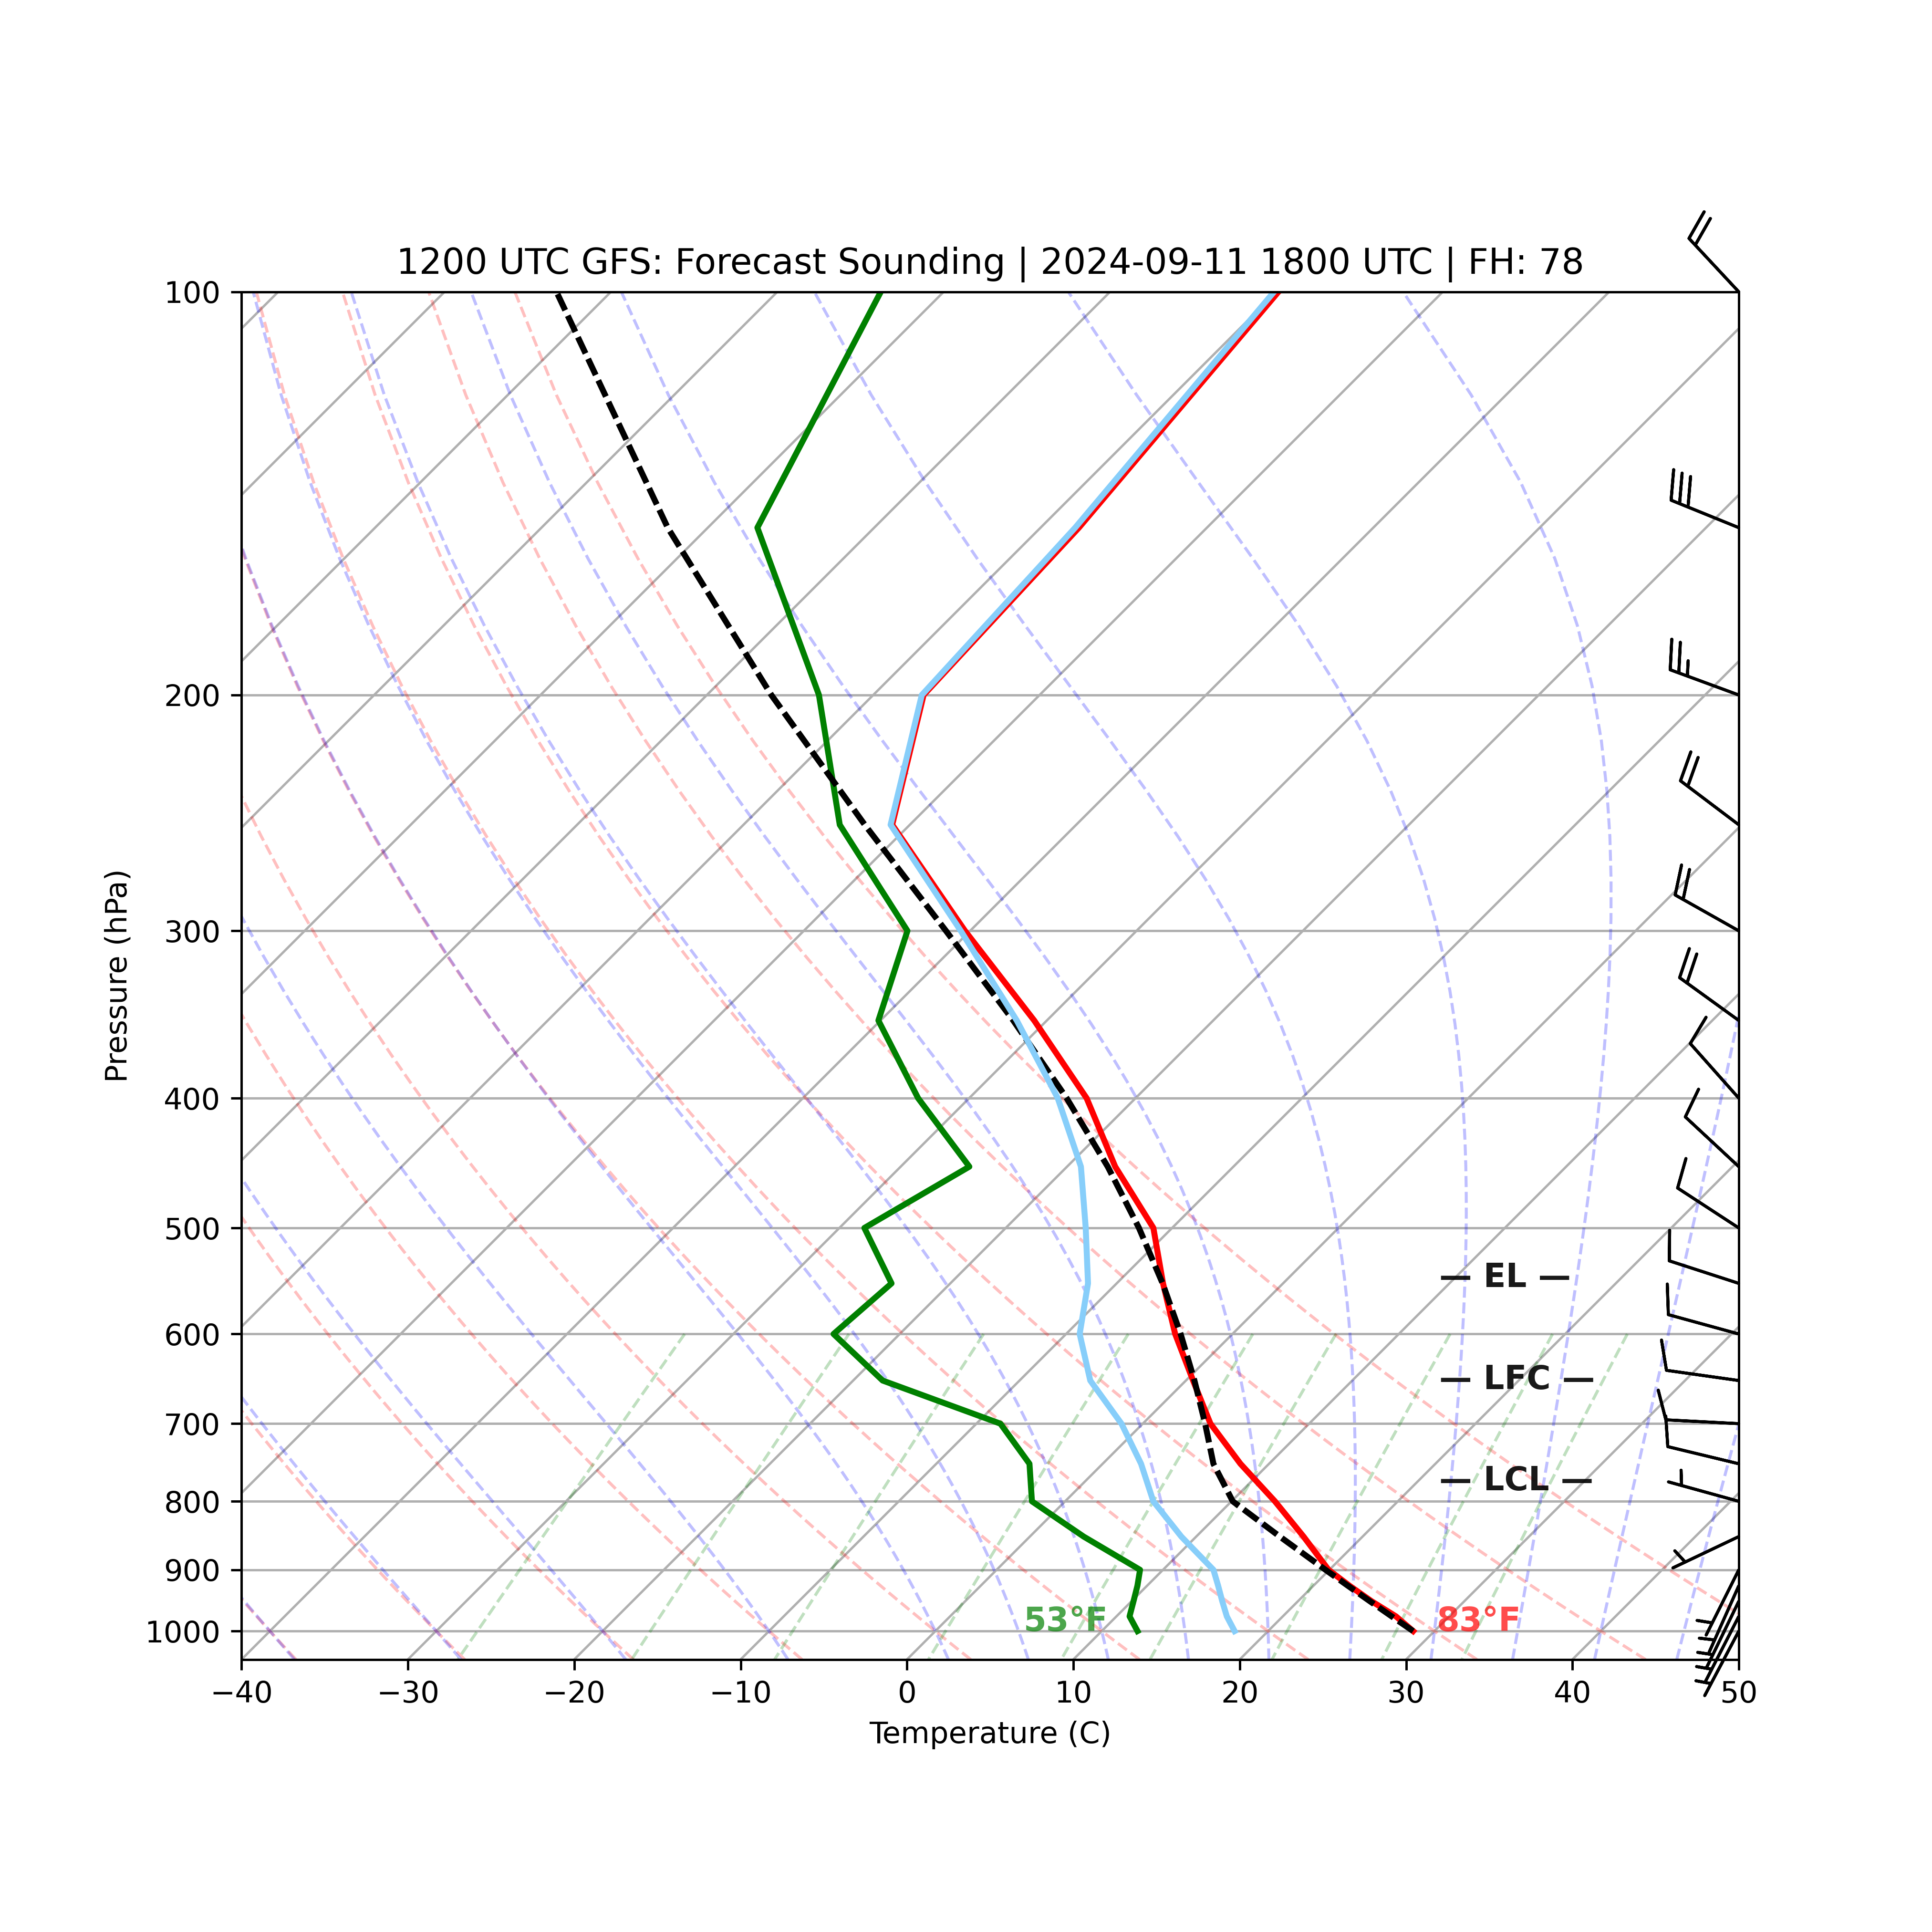 1200 UTC GFS: Forecast Sounding | 2024-09-11 1800 UTC | FH: 78
100
200
300
400
500
600
700
800
900
1000
Pressure (hPa)
— EL —
— LFC —
— LCL —
53°F
83°F
−40 −30 −20 −10 0 10 20 30 40 50
Temperature (C)